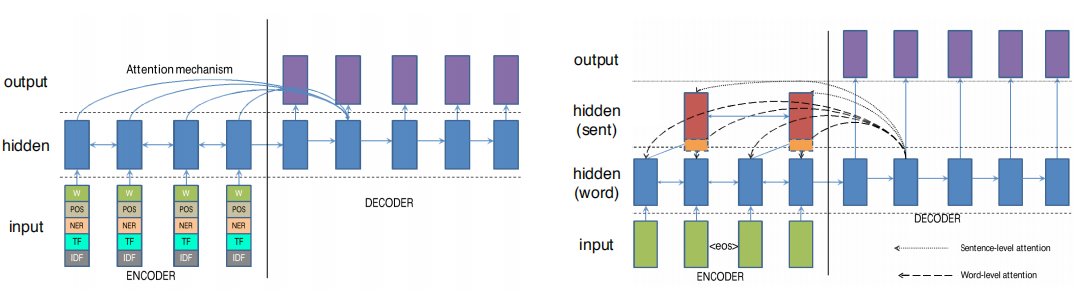 output
Attention mechanism
hidden
W W W W
POS POS POS POS
NER NER NER NER
TF TF TF TF
IDF IDF IDF IDF
input
DECODER
ENCODER
output
hidden
(sent)
hidden
(word)
input
<eos>
DECODER
ENCODER
Sentence-level attention
Word-level attention